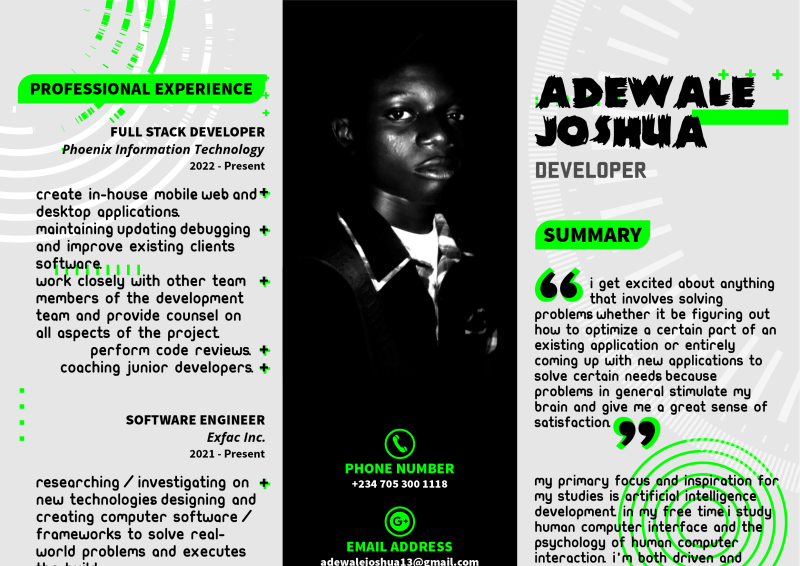 PROFESSIONAL EXPERIENCE
FULL STACK DEVELOPER
Phoenix Information Technology
2022 - Present
create in-house mobile web and
desktop applications.
maintaining updating debugging
and improve existing clients
software.
work closely with other team
members of the development
team and provide counsel on
all aspects of the project.
perform code reviews.
coaching junior developers.
SOFTWARE ENGINEER
Exfac Inc.
2021 - Present
researching / investigating on
new technologies designing and
creating computer software /
frameworks to solve real-
world problems and executes
the build
PHONE NUMBER
+234 705 300 1118
G+
EMAIL ADDRESS
adewalejoshua13@gmail.com
ADEWALE
JOSHUA
DEVELOPER
SUMMARY
“ i get excited about anything
that involves solving
problems whether it be figuring out
how to optimize a certain part of an
existing application or entirely
coming up with new applications to
solve certain needs because
problems in general stimulate my
brain and give me a great sense of
satisfaction. ”
my primary focus and inspiration for
my studies is artificial intelligence
development. in my free time i study
human computer interface and the
psychology of human computer
interaction. i'm both driven and